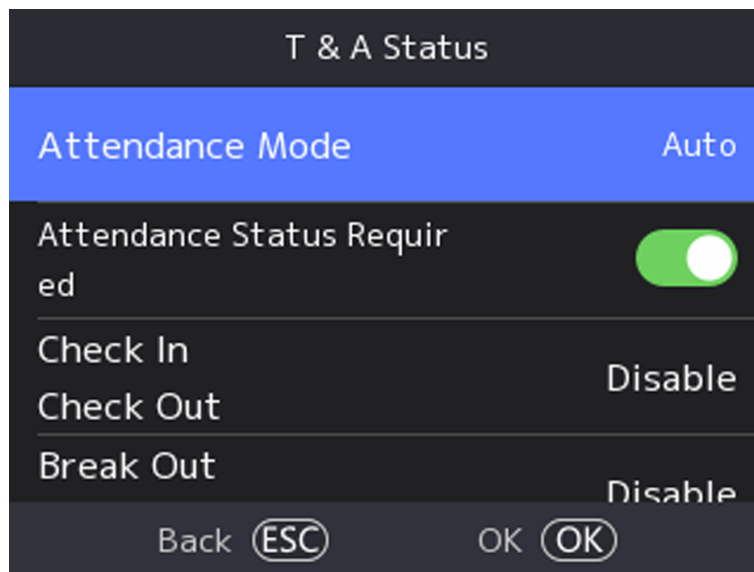 T & A Status
Attendance Mode Auto
Attendance Status Requir
ed
Check In
Disable
Check Out
Break Out
Disable
Back ESC OK OK